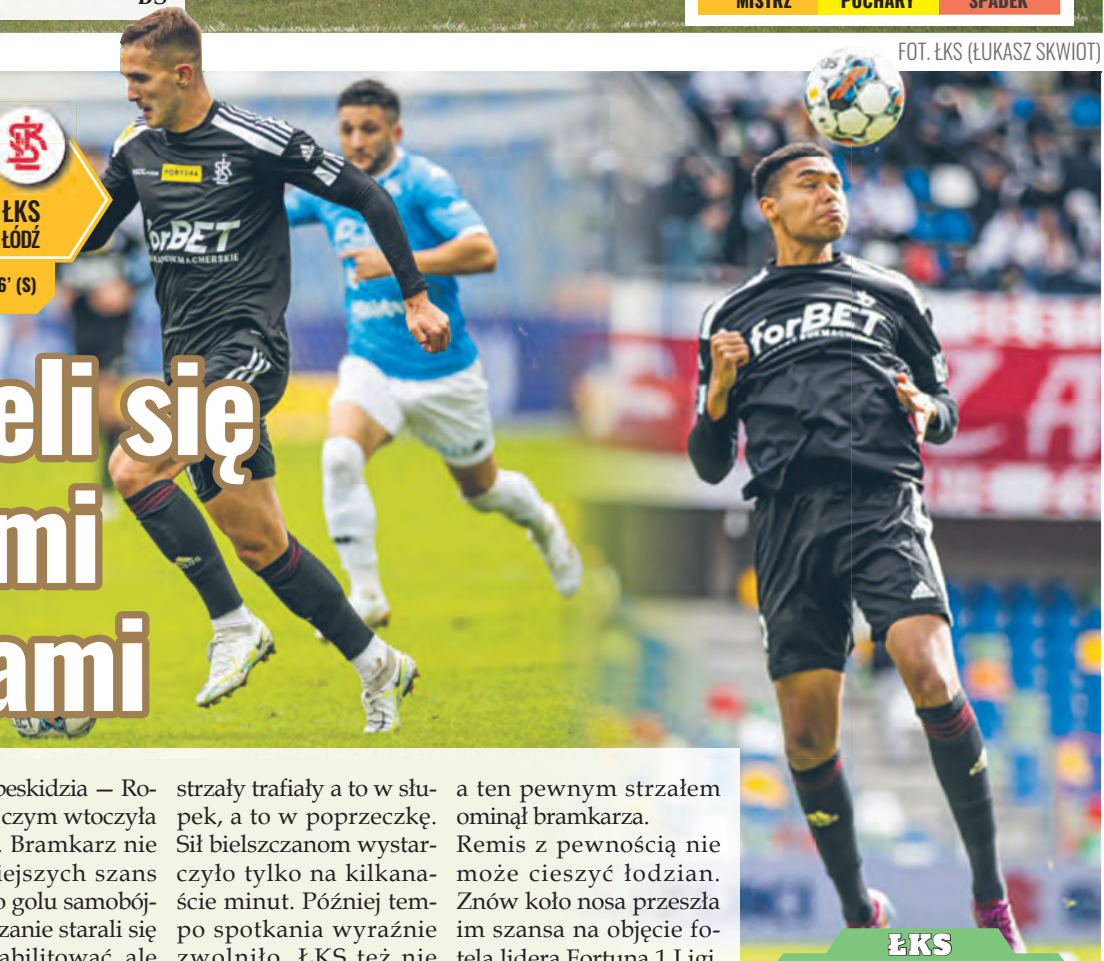 MISTRZ PUCHARY SPADEK
FOT. ŁKS (ŁUKASZ SKWIOT)
ŁKS
ŁÓDŹ
6' (S)
FORTUNA
forBET
forBET
eli się
mi
ami
beskidzia — Ro-
czym wtoczyła
. Bramkarz nie
iejszych szans
o golu samobój-
zanie starali się
abilitować, ale
strzały trafiały a to w słu-
pek, a to w poprzeczkę.
Sił bielszczanom wystar-
czyło tylko na kilkana-
ście minut. Później tem-
po spotkania wyraźnie
zwolniło. ŁKS też nie
a ten pewnym strzałem
ominął bramkarza.
Remis z pewnością nie
może cieszyć łodzian.
Znów koło nosa przeszła
im szansa na objęcie fo-
tela lidera Fortuna 1 Ligi.
ŁKS